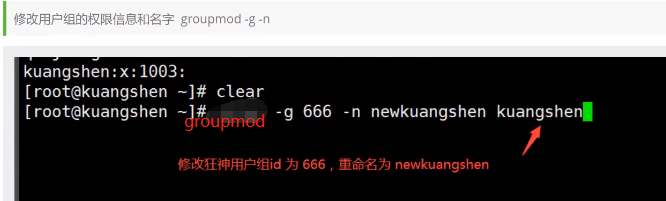 修改用户组的权限信息和名字 groupmod -g -n
kuangshen:x:1003:
[root@kuangshen ~]# clear
[root@kuangshen ~]# -g 666 -n newkuangshen kuangshen
groupmod
修改狂神用户组id 为 666，重命名为 newkuangshen